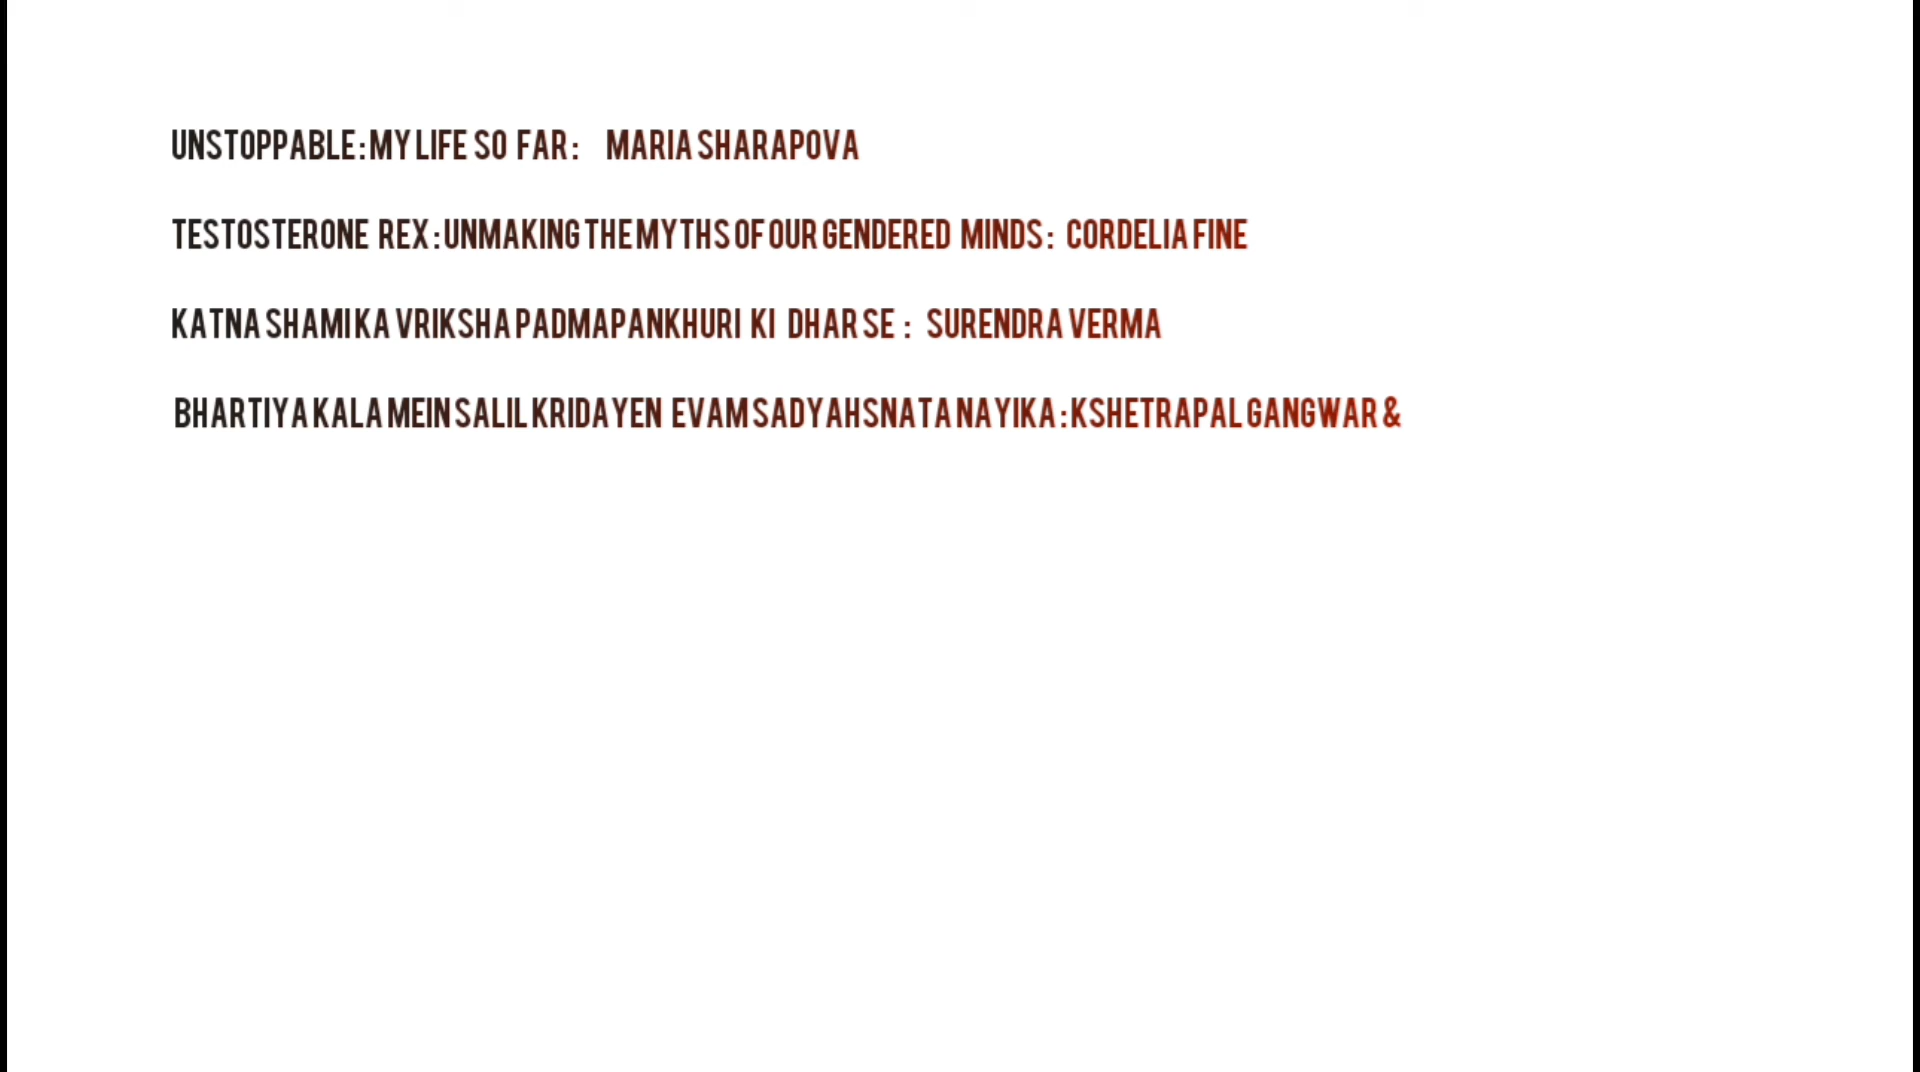 UNSTOPPABLE: MY LIFE SO FAR: MARIA SHARAPOVA
TESTOSTERONE REX: UNMAKING THE MYTHS OF OUR GENDERED MINDS: CORDELIA FINE
KATNA SHAMI KA VRIKSHA PADMAPANKHURI KI DHAR SE : SURENDRA VERMA
BHARTIYA KALA MEIN SALIL KRIDAYEN EVAM SADYAHSNATA NAYIKA: KSHETRAPAL GANGWAR &